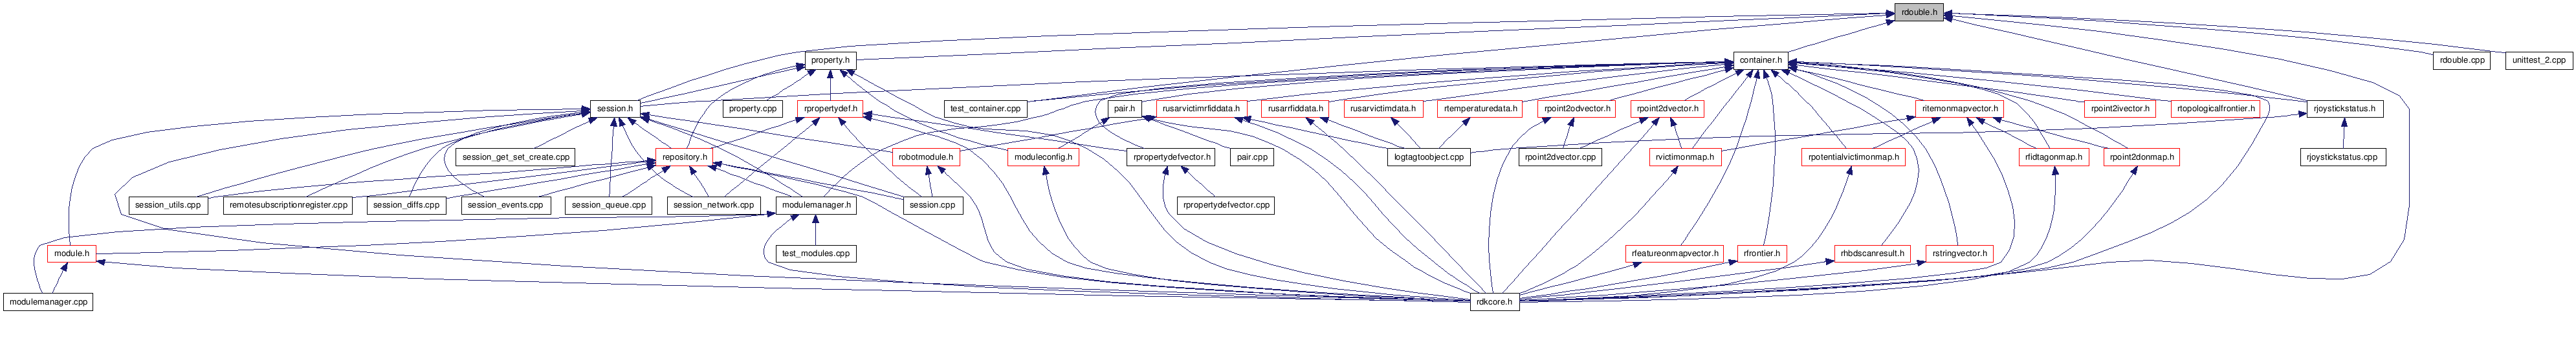 rdouble.h
property.h
container.h
rdouble.cpp
unittest_2.cpp
session.h
property.cpp
rpropertydef.h
test_container.cpp
pair.h
rusarvictimrfiddata.h
rusarrfiddata.h
rusarvictimdata.h
rtemperaturedata.h
rpoint2odvector.h
rpoint2dvector.h
ritemonmapvector.h
rpoint2ivector.h
rtopologicalfrontier.h
rjoystickstatus.h
session_get_set_create.cpp
repository.h
robotmodule.h
moduleconfig.h
rpropertydefvector.h
pair.cpp
logtagtoobject.cpp
rpoint2dvector.cpp
rvictimonmap.h
rpotentialvictimonmap.h
rfidtagonmap.h
rpoint2donmap.h
rjoystickstatus.cpp
session_utils.cpp
remotesubscriptionregister.cpp
session_diffs.cpp
session_events.cpp
session_queue.cpp
session_network.cpp
modulemanager.h
session.cpp
rpropertydefvector.cpp
module.h
test_modules.cpp
rfeatureonmapvector.h
rfrontier.h
rhbdscanresult.h
rstringvector.h
modulemanager.cpp
rdkcore.h